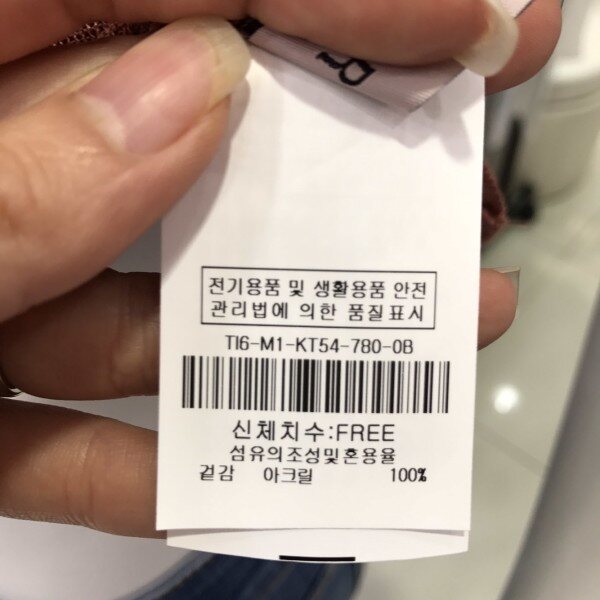 전기용품 및 생활용품 안전
관리법에 의한 품질표시
TI6-M1-KT54-780-0B
신체치수:FREE
섬유의조성및혼용율
겉감 아크릴 100%